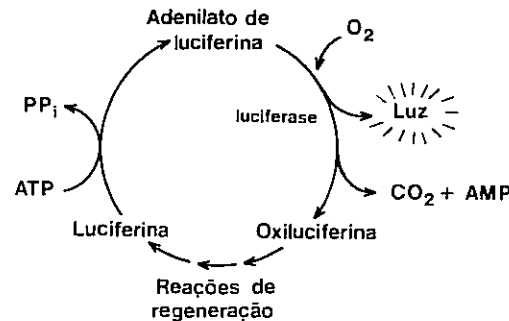 Adenilato de
luciferina
O₂
PPi
luciferase
Luz
ATP
CO₂ + AMP
Luciferina
Oxiluciferina
Reações de
regeneração